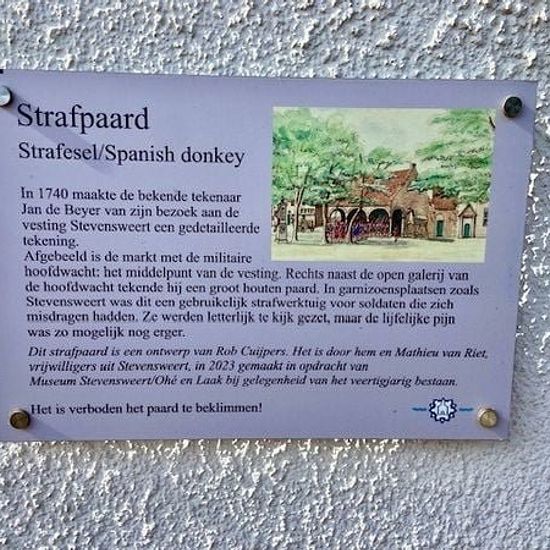 Strafpaard
Strafesel/Spanish donkey
In 1740 maakte de bekende tekenaar
Jan de Beyer van zijn bezoek aan de
vesting Stevensweert een gedetailleerde
tekening.
Afgebeeld is de markt met de militaire
hoofdwacht: het middelpunt van de vesting. Rechts naast de open galerij van
de hoofdwacht tekende hij een groot houten paard. In garnizoensplaatsen zoals
Stevensweert was dit een gebruikelijk strafwerktuig voor soldaten die zich
misdragen hadden. Ze werden letterlijk te kijk gezet, maar de lijfelijke pijn
was zo mogelijk nog erger.
Dit strafpaard is een ontwerp van Rob Cuijpers. Het is door hem en Mathieu van Riet,
vrijwilligers uit Stevensweert, in 2023 gemaakt in opdracht van
Museum Stevensweert/Ohé en Laak bij gelegenheid van het veertigjarig bestaan.
Het is verboden het paard te beklimmen!